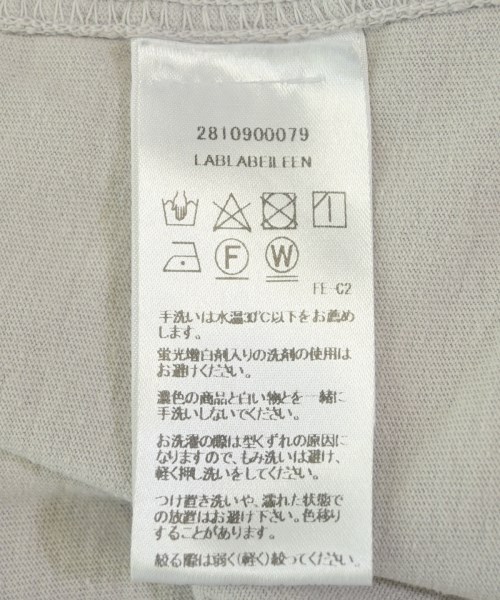 2810900079
LABLABEILEEN
F
W
FE-C2
手洗いは水温30℃以下をお薦め
します。
蛍光増白剤入りの洗剤の使用は
お避けください。
濃色の商品と白い物とを一緒に
手洗いしないでください。
お洗濯の際は型くずれの原因に
なりますので、もみ洗いは避け、
軽く押し洗いをしてください。
つけ置き洗いや、濡れた状態で
の放置はお避け下さい。色移り
することがあります。
絞る際は弱く(軽く)絞ってください。